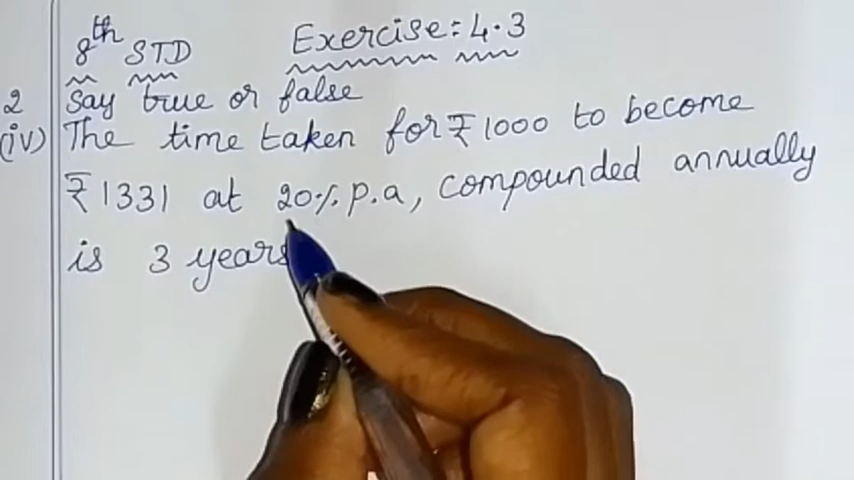 8th STD Exercise: 4.3
2 Say true or false
(iv) The time taken for ₹1000 to become
₹1331 at 20% p.a, compounded annually
is 3 years